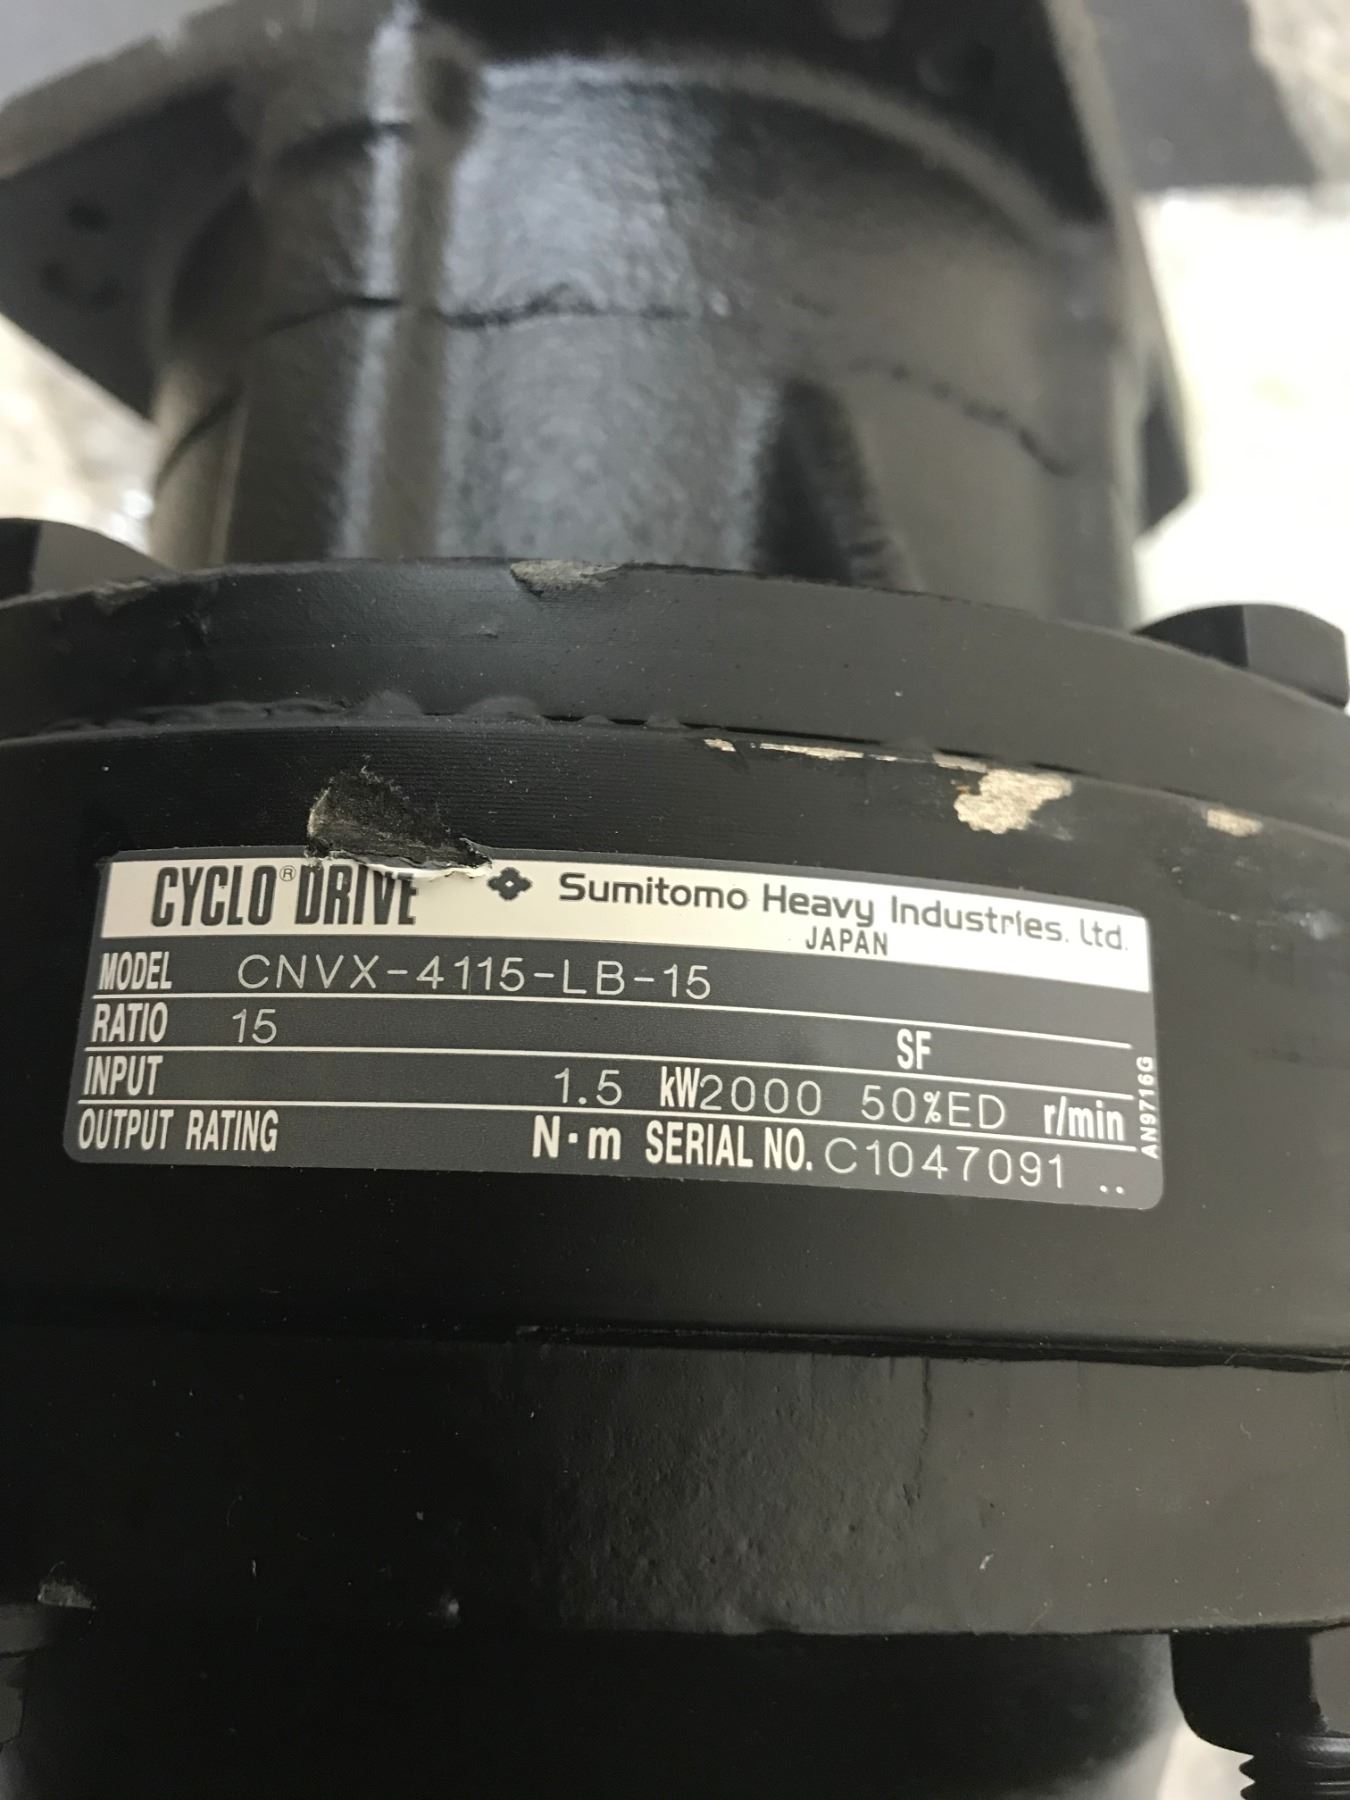 CYCLO® DRIVE Sumitomo Heavy Industries, Ltd.
JAPAN
MODEL CNVX-4115-LB-15
RATIO 15 SF
INPUT 1.5 kW 2000 50%ED r/min
OUTPUT RATING N·m SERIAL NO. C1047091 ..
AN9716G